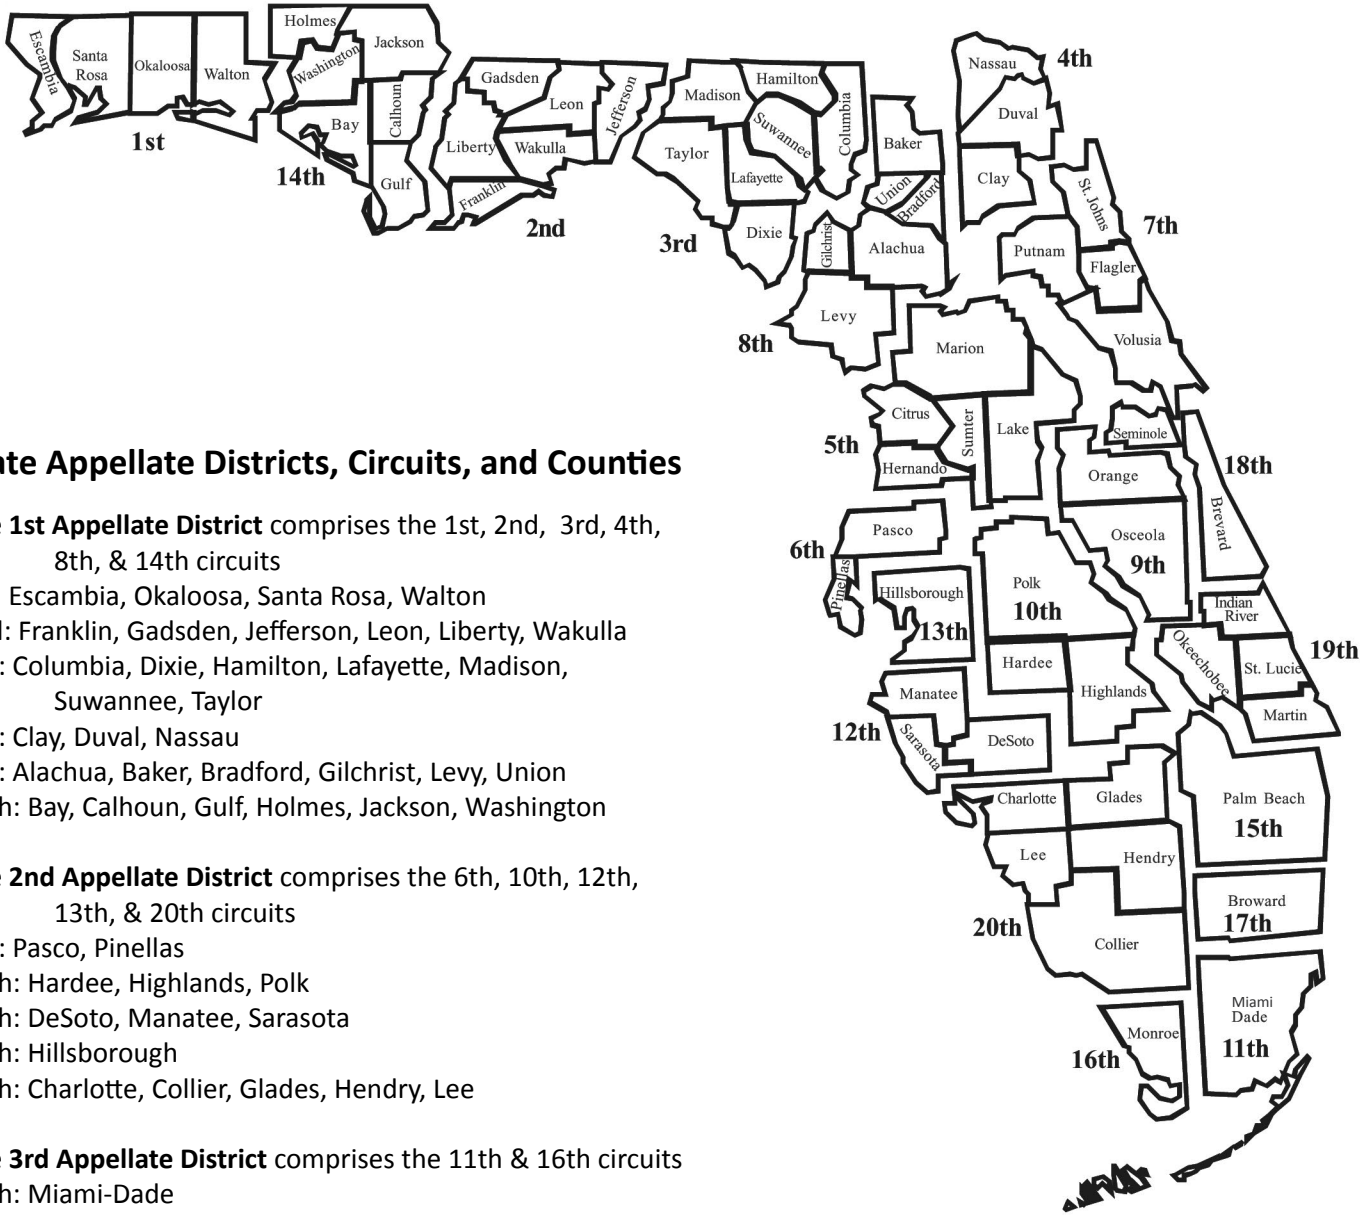 Holmes
Jackson
Escambia
Santa
Rosa
Okaloosa
Walton
Washington
Calhoun
Bay
Gulf
1st
14th
Gadsden
Leon
Jefferson
Liberty
Wakulla
Franklin
2nd
Madison
Hamilton
Columbia
Suwannee
Taylor
Lafayette
Dixie
3rd
Nassau
4th
Duval
Clay
Baker
Union
Bradford
Gilchrist
Alachua
Levy
8th
St. Johns
7th
Putnam
Flagler
Volusia
Marion
Citrus
Sumter
Lake
Hernando
5th
Seminole
Orange
18th
Brevard
Osceola
9th
Pasco
6th
Pinellas
Hillsborough
13th
Polk
10th
Hardee
Highlands
Indian
River
Okeechobee
St. Lucie
19th
Martin
Manatee
12th
Sarasota
DeSoto
Charlotte
Glades
Lee
Hendry
20th
Collier
Palm Beach
15th
Broward
17th
Miami
Dade
11th
Monroe
16th
ate Appellate Districts, Circuits, and Counties
e 1st Appellate District comprises the 1st, 2nd, 3rd, 4th,
8th, & 14th circuits
Escambia, Okaloosa, Santa Rosa, Walton
d: Franklin, Gadsden, Jefferson, Leon, Liberty, Wakulla
: Columbia, Dixie, Hamilton, Lafayette, Madison,
Suwannee, Taylor
: Clay, Duval, Nassau
: Alachua, Baker, Bradford, Gilchrist, Levy, Union
h: Bay, Calhoun, Gulf, Holmes, Jackson, Washington
e 2nd Appellate District comprises the 6th, 10th, 12th,
13th, & 20th circuits
: Pasco, Pinellas
h: Hardee, Highlands, Polk
h: DeSoto, Manatee, Sarasota
h: Hillsborough
h: Charlotte, Collier, Glades, Hendry, Lee
e 3rd Appellate District comprises the 11th & 16th circuits
h: Miami-Dade